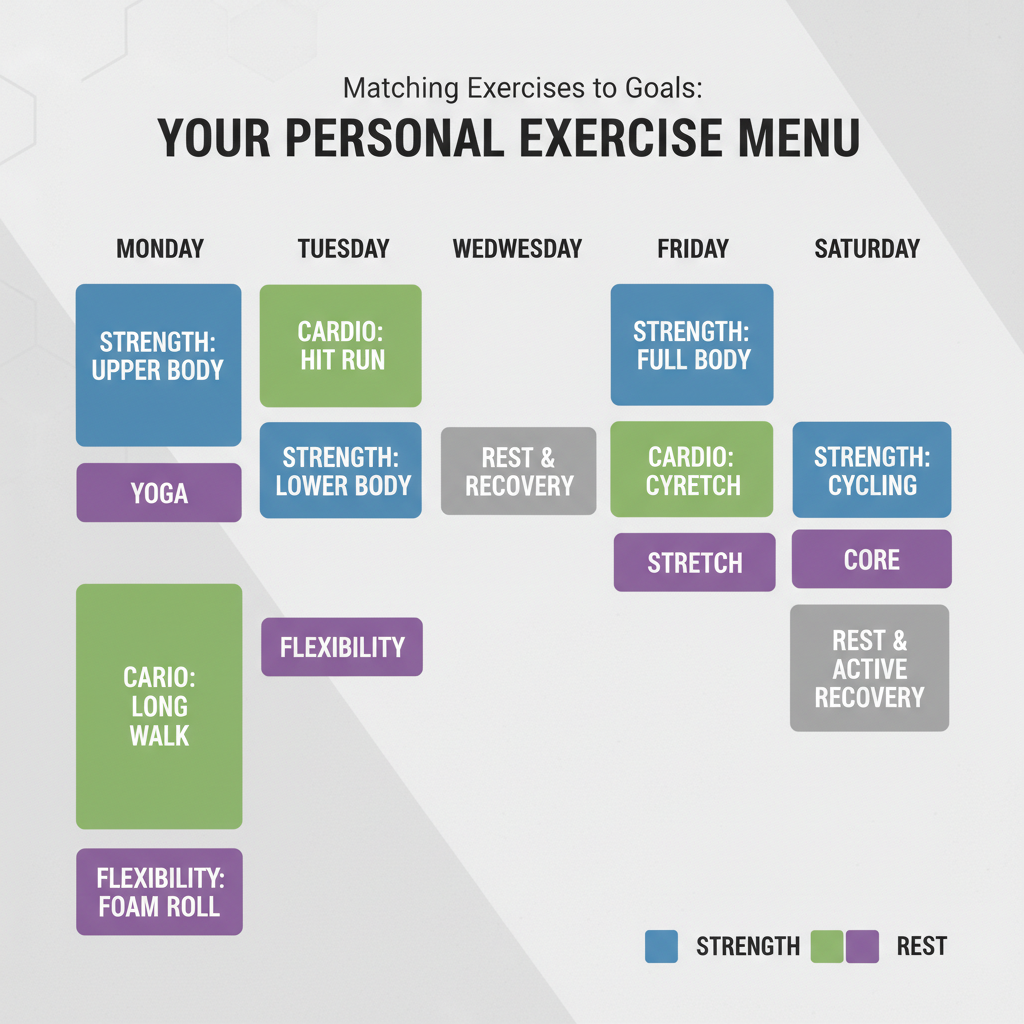 Matching Exercises to Goals:
YOUR PERSONAL EXERCISE MENU
MONDAY
TUESDAY
WEDNESDAY
FRIDAY
SATURDAY
STRENGTH:
UPPER BODY
YOGA
CARIO:
LONG
WALK
FLEXIBILITY:
FOAM ROLL
CARDIO:
HIT RUN
STRENGTH:
LOWER BODY
FLEXIBILITY
REST &
RECOVERY
STRENGTH:
FULL BODY
CARDIO:
CYRETCH
STRETCH
STRENGTH:
CYCLING
CORE
REST &
ACTIVE
RECOVERY
STRENGTH
REST